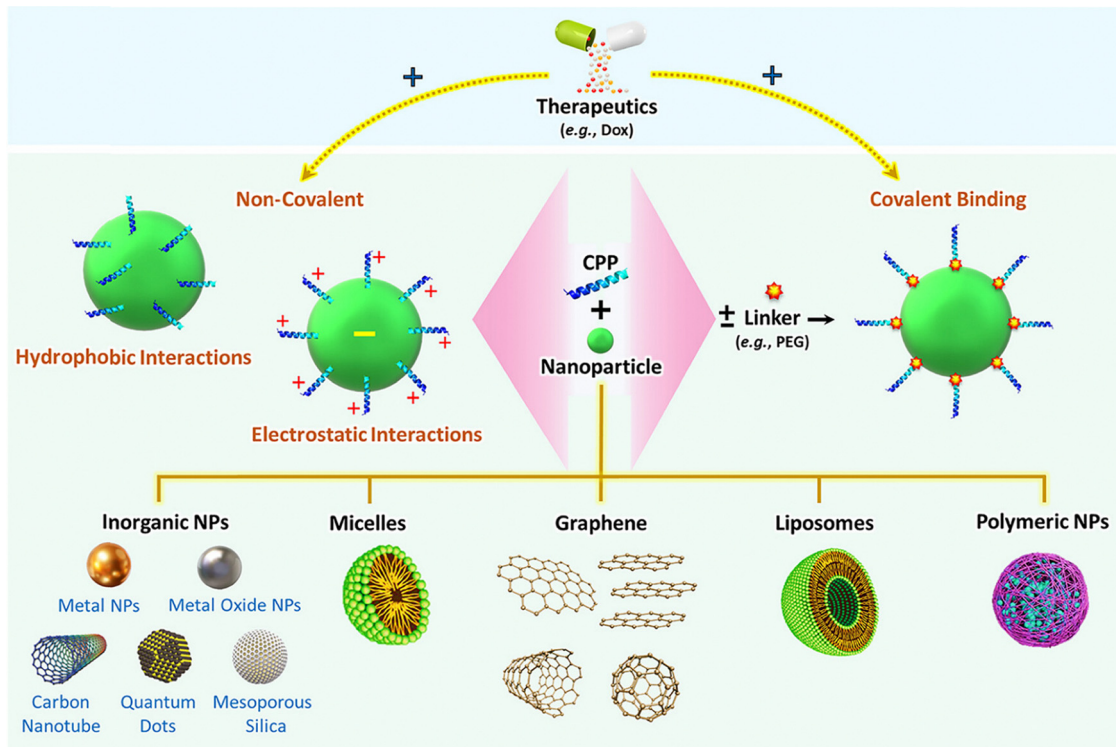 Therapeutics
(e.g., Dox)
Non-Covalent
Covalent Binding
CPP
+
Nanoparticle
± Linker →
(e.g., PEG)
Hydrophobic Interactions
Electrostatic Interactions
Inorganic NPs
Micelles
Graphene
Liposomes
Polymeric NPs
Metal NPs
Metal Oxide NPs
Carbon
Nanotube
Quantum
Dots
Mesoporous
Silica